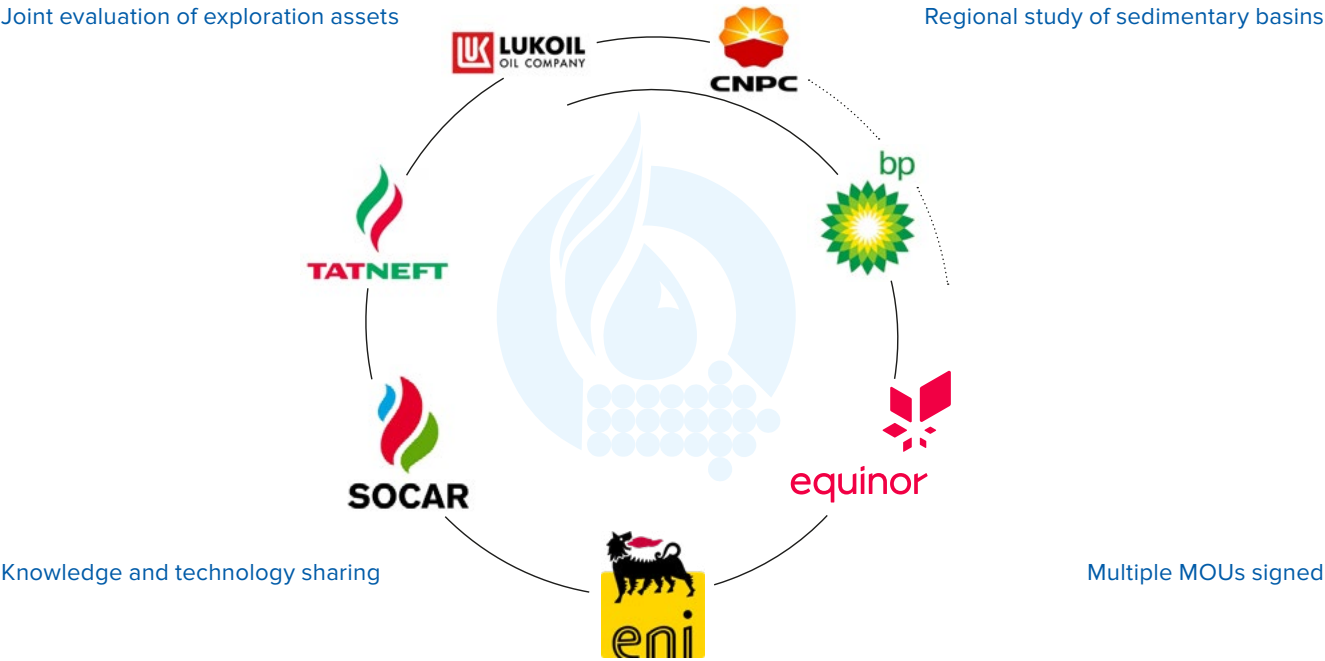 Joint evaluation of exploration assets
Regional study of sedimentary basins
LUK LUKOIL
OIL COMPANY
CNPC
bp
TATNEFT
equinor
SOCAR
Knowledge and technology sharing
Multiple MOUs signed
eni